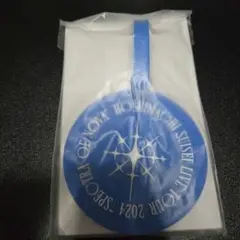 "SPECTRA OF NOVA" HOSHIMACHI SUISEI LIVE TOUR 2024